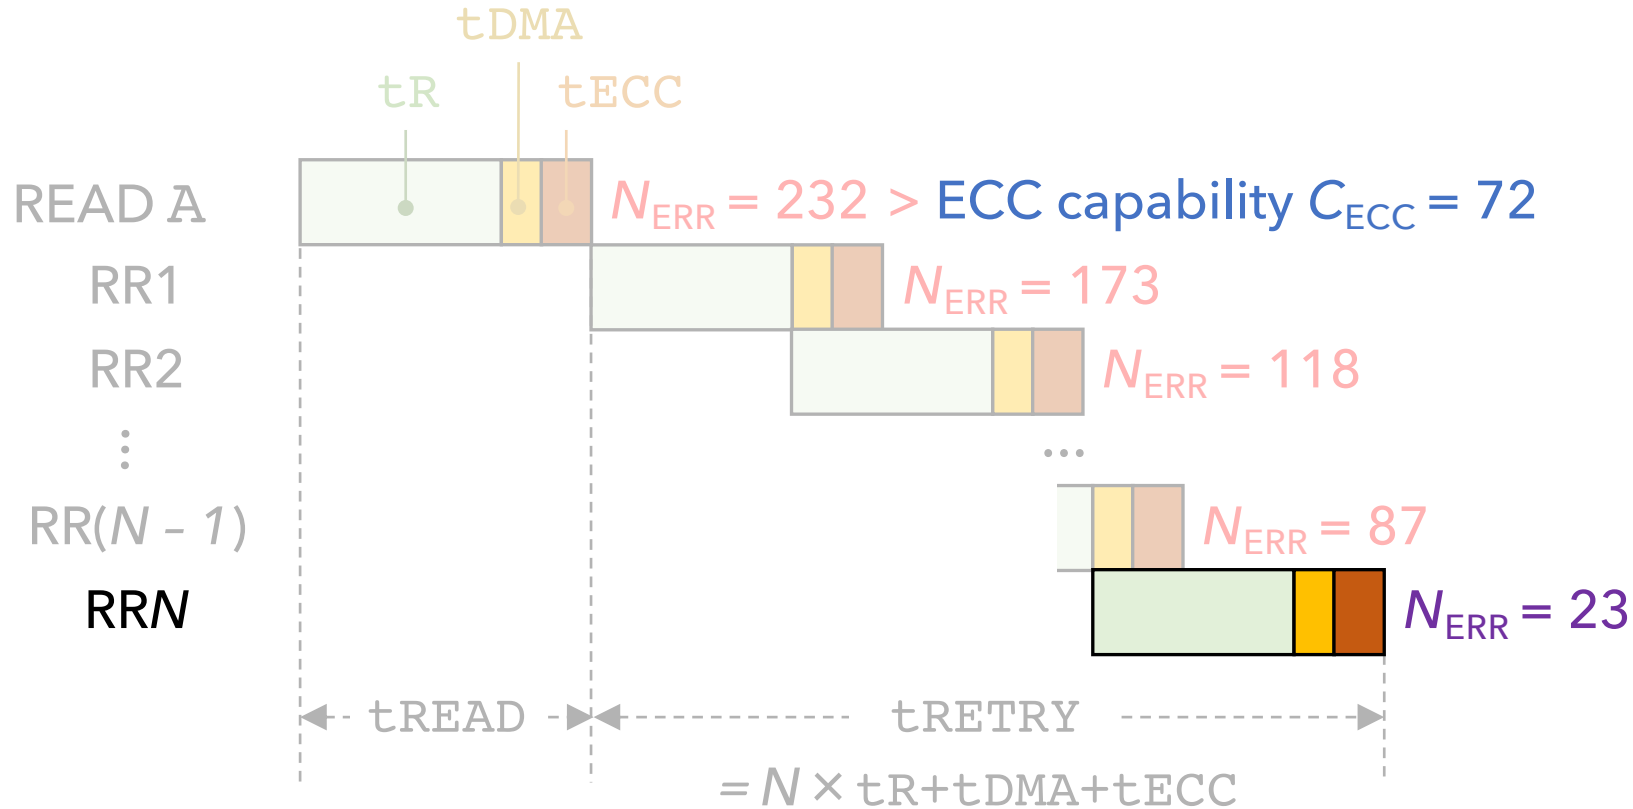 tDMA
tR
tECC
READ A
N_ERR = 232 > ECC capability C_ECC = 72
RR1
N_ERR = 173
RR2
N_ERR = 118
⋮
...
RR(N - 1)
N_ERR = 87
RRN
N_ERR = 23
tREAD
tRETRY
= N × tR+tDMA+tECC